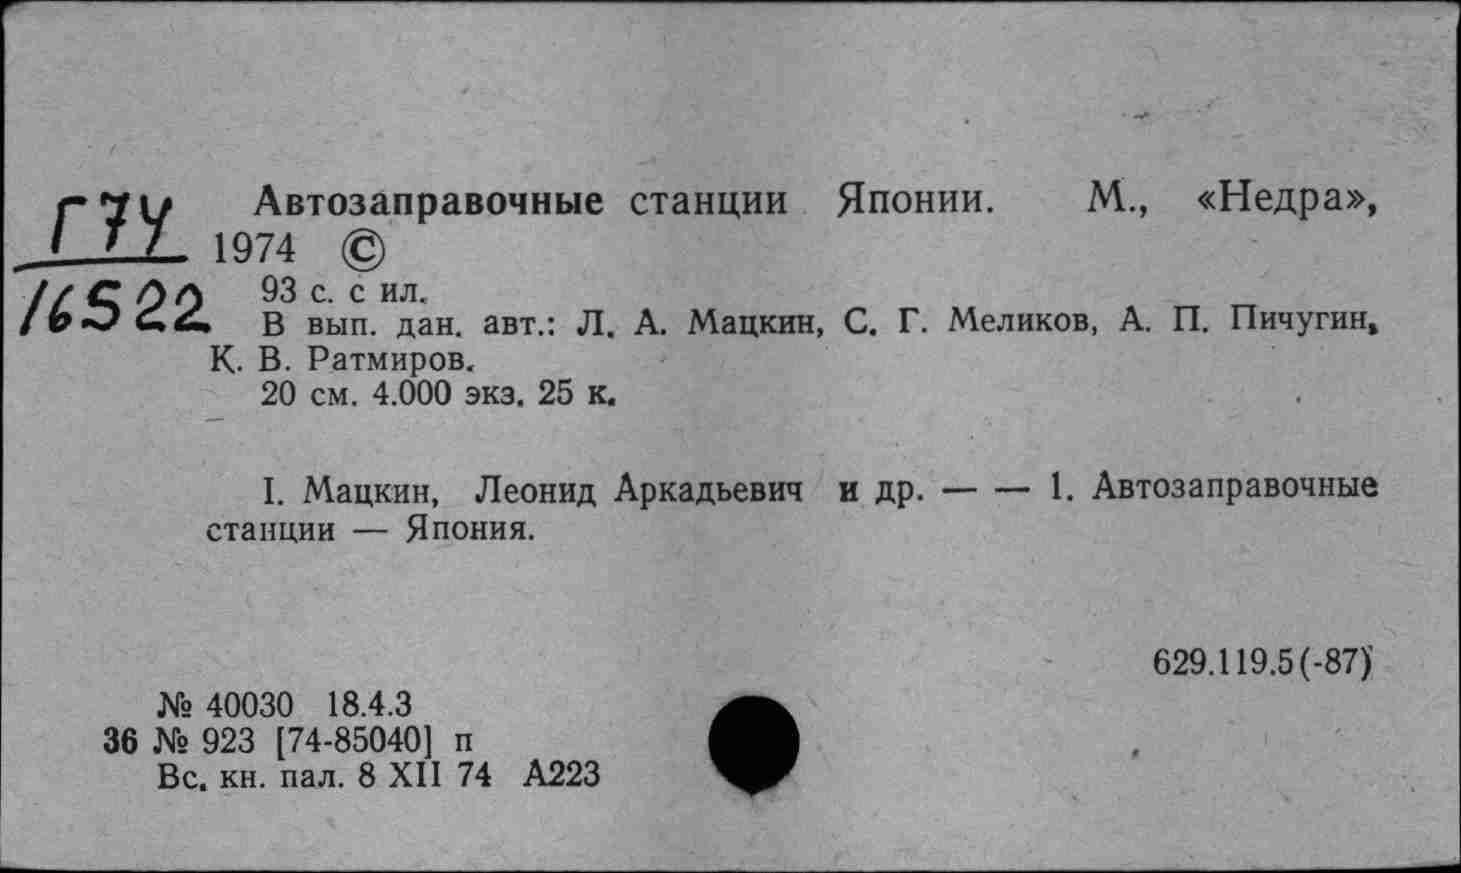 Г74
16522
Автозаправочные станции Японии. М., «Недра»,
1974 ©
93 с. с ил.
В вып. дан. авт.: Л. А. Мацкин, С. Г. Меликов, А. П. Пичугин,
К. В. Ратмиров.
20 см. 4.000 экз. 25 к.
I. Мацкин, Леонид Аркадьевич и др. — — 1. Автозаправочные
станции — Япония.
629.119.5(-87)
№ 40030 18.4.3
36 № 923 [74-85040] п
Вс. кн. пал. 8 XII 74 А223